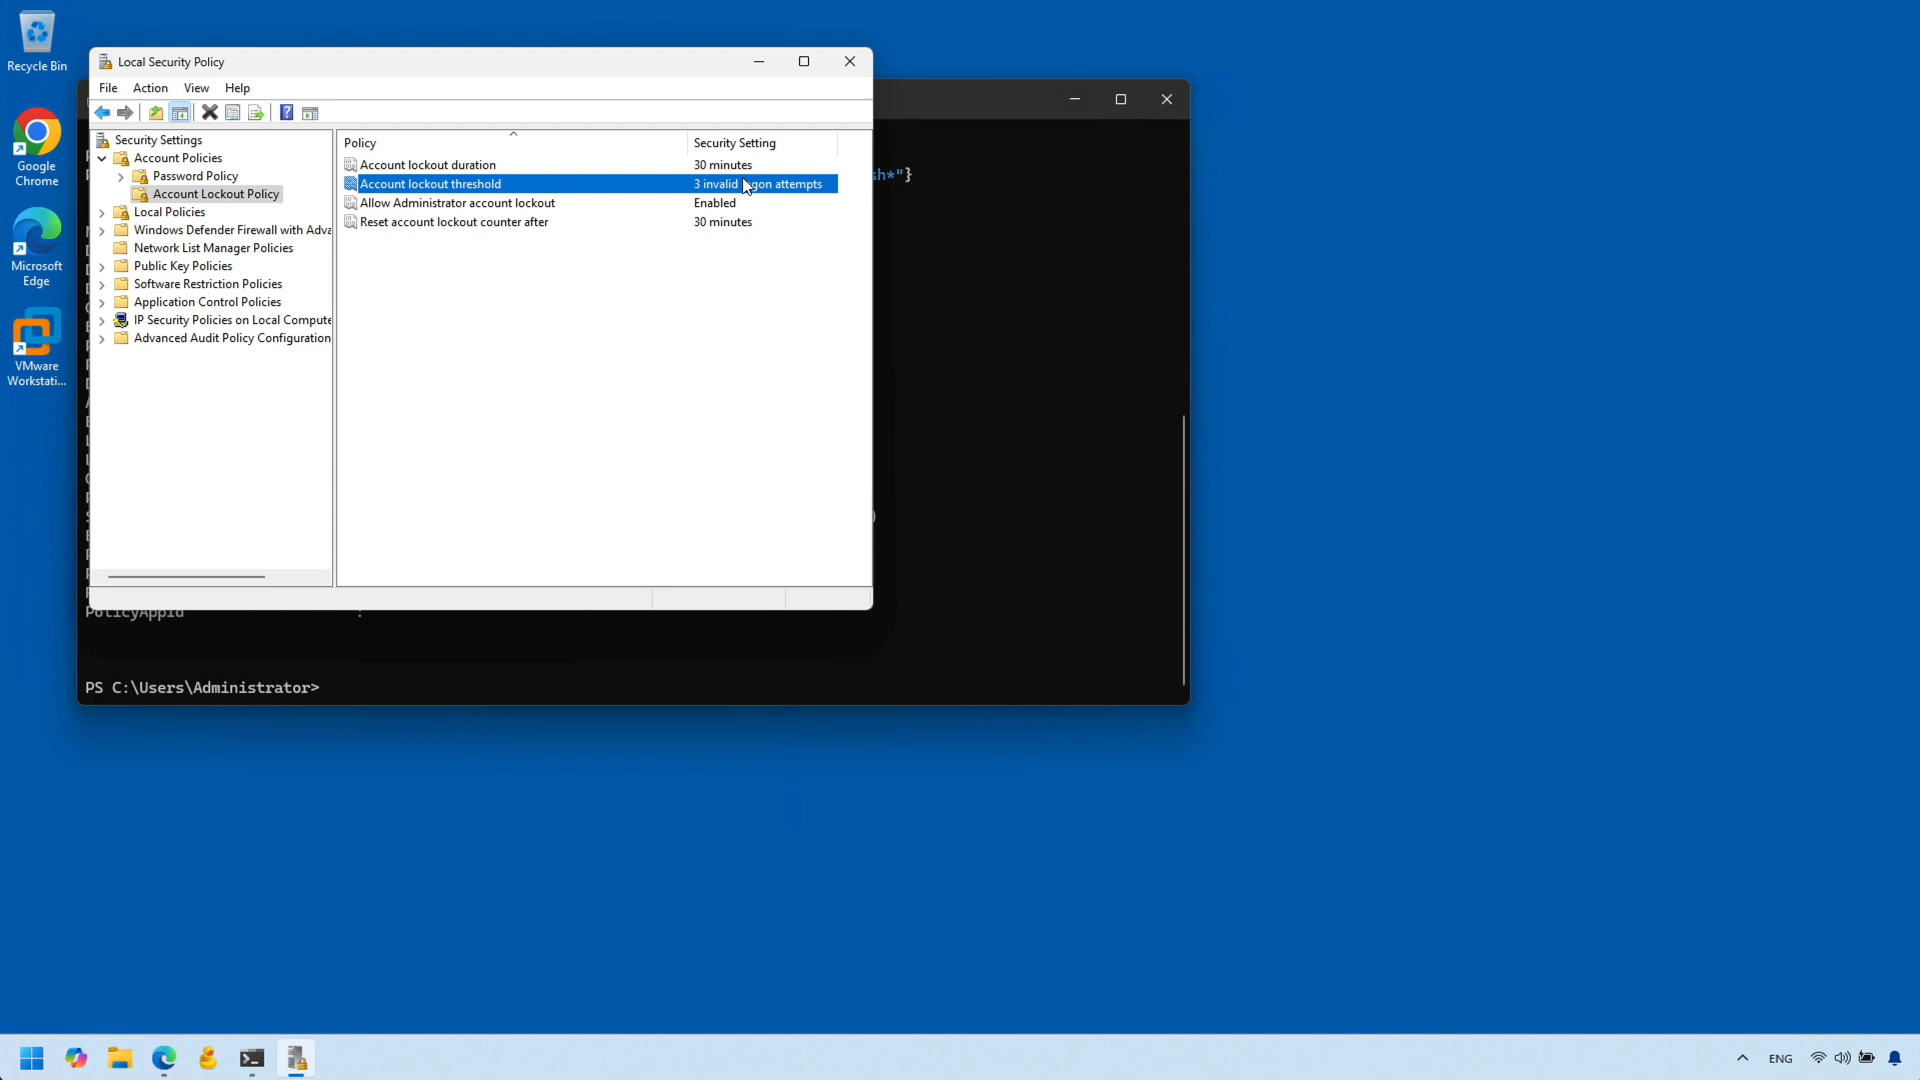 Recycle Bin
Google
Chrome
Microsoft
Edge
VMware
Workstati...
Local Security Policy
File Action View Help
Security Settings
Account Policies
Password Policy
Account Lockout Policy
Local Policies
Windows Defender Firewall with Adva
Network List Manager Policies
Public Key Policies
Software Restriction Policies
Application Control Policies
IP Security Policies on Local Compute
Advanced Audit Policy Configuration
Policy Security Setting
Account lockout duration 30 minutes
Account lockout threshold 3 invalid logon attempts
Allow Administrator account lockout Enabled
Reset account lockout counter after 30 minutes
sh*"}
PolicyAppId :
PS C:\Users\Administrator>
ENG